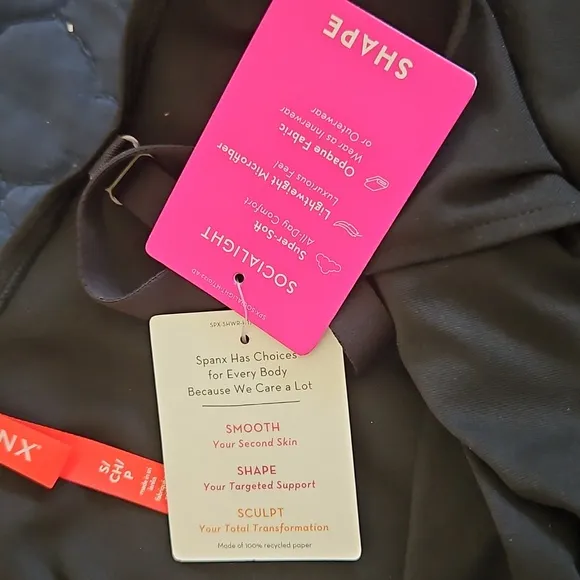 SHAPE
SOCIALIGHT
Super-Soft
All-Day Comfort
Lightweight Microfiber
Luxurious Feel
Opaque Fabric
Wear as Innerwear
or Outerwear
Spanx Has Choices
for Every Body
Because We Care a Lot
SMOOTH
Your Second Skin
SHAPE
Your Targeted Support
SCULPT
Your Total Transformation
Made of 100% recycled paper
NX
S/
CH/
P